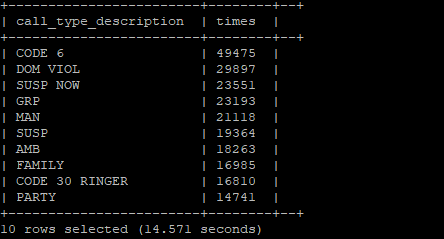 +------------------------+--------+--+
| call_type_description | times |
+------------------------+--------+--+
| CODE 6 | 49475 |
| DOM VIOL | 29897 |
| SUSP NOW | 23551 |
| GRP | 23193 |
| MAN | 21118 |
| SUSP | 19364 |
| AMB | 18263 |
| FAMILY | 16985 |
| CODE 30 RINGER | 16810 |
| PARTY | 14741 |
+------------------------+--------+--+
10 rows selected (14.571 seconds)